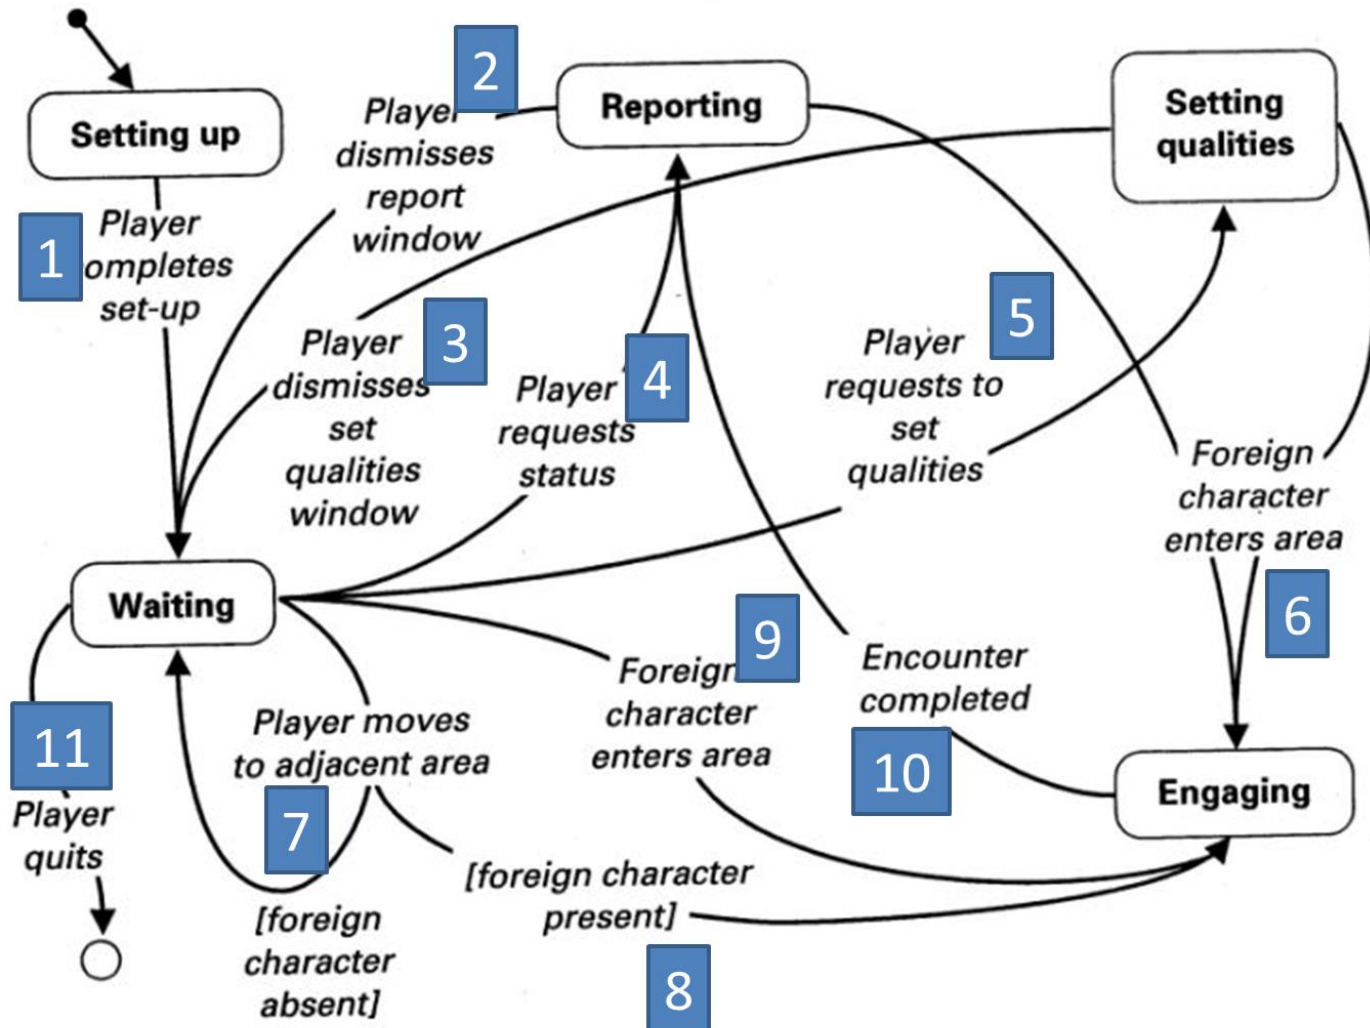 Setting up
1
Player
ompletes
set-up
2
Player
dismisses
report
window
Reporting
Setting
qualities
3
Player
dismisses
set
qualities
window
4
Player
requests
status
5
Player
requests to
set
qualities
Foreign
character
enters area
6
Waiting
9
Foreign
character
enters area
Encounter
completed
10
Engaging
11
Player
quits
Player moves
to adjacent area
7
[foreign
character
absent]
[foreign character
present]
8